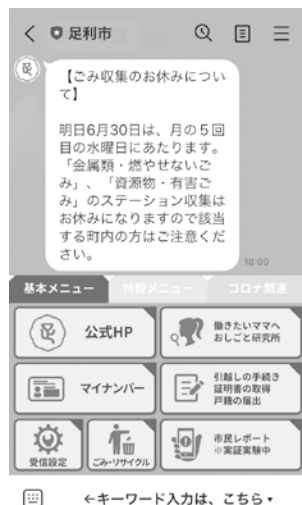 足利市
【ごみ収集のお休みについ
て】
明日6月30日は、月の5回
目の水曜日にあたります。
「金属類・燃やせないご
み」、「資源物・有害ご
み」のステーション収集は
お休みになりますので該当
する町内の方はご注意くだ
さい。
18:00
基本メニュー 特設メニュー コロナ関連
公式HP
働きたいママへ
おしごと研究所
マイナンバー
引越しの手続き
証明書の取得
戸籍の届出
受信設定
ごみ・リサイクル
市民レポート
※実証実験中
←キーワード入力は、こちら▾